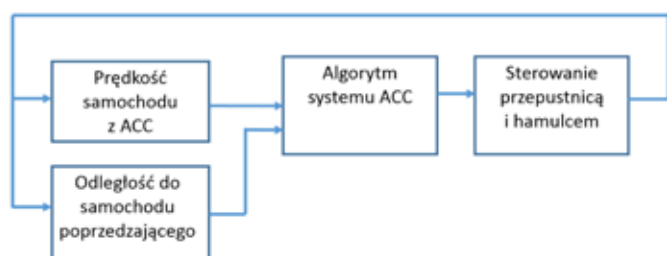 Prędkość
samochodu
z ACC
Algorytm
systemu ACC
Sterowanie
przepustnicą
i hamulcem
Odległość do
samochodu
poprzedzającego